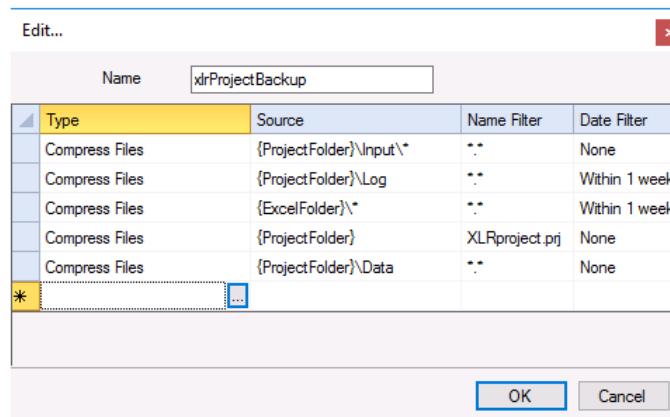 Edit...
Name xlrProjectBackup
Type Source Name Filter Date Filter
Compress Files {ProjectFolder}\Input\* *.* None
Compress Files {ProjectFolder}\Log *.* Within 1 week
Compress Files {ExcelFolder}\* *.* Within 1 week
Compress Files {ProjectFolder} XLRproject.prj None
Compress Files {ProjectFolder}\Data *.* None
...
OK Cancel